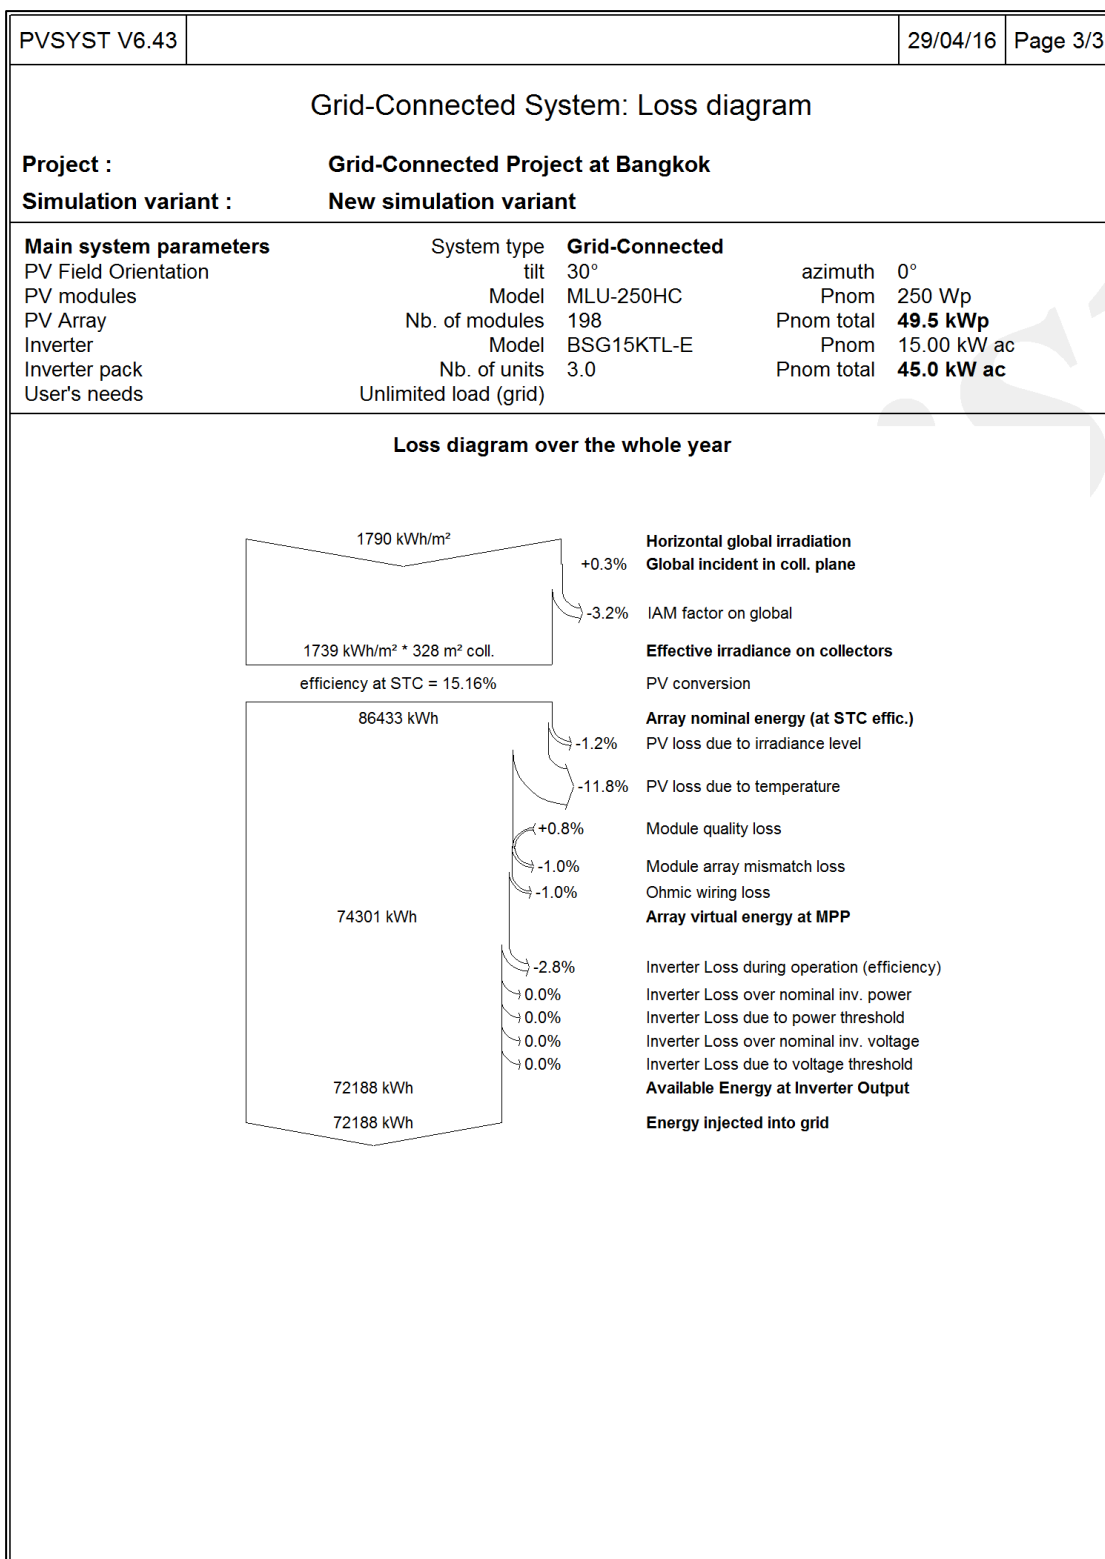 PVSYST V6.43 29/04/16 Page 3/3
Grid-Connected System: Loss diagram
Project : Grid-Connected Project at Bangkok
Simulation variant : New simulation variant
Main system parameters System type Grid-Connected
PV Field Orientation tilt 30° azimuth 0°
PV modules Model MLU-250HC Pnom 250 Wp
PV Array Nb. of modules 198 Pnom total 49.5 kWp
Inverter Model BSG15KTL-E Pnom 15.00 kW ac
Inverter pack Nb. of units 3.0 Pnom total 45.0 kW ac
User's needs Unlimited load (grid)
Loss diagram over the whole year
1790 kWh/m² Horizontal global irradiation
+0.3% Global incident in coll. plane
-3.2% IAM factor on global
1739 kWh/m² * 328 m² coll. Effective irradiance on collectors
efficiency at STC = 15.16% PV conversion
86433 kWh Array nominal energy (at STC effic.)
-1.2% PV loss due to irradiance level
-11.8% PV loss due to temperature
+0.8% Module quality loss
-1.0% Module array mismatch loss
-1.0% Ohmic wiring loss
74301 kWh Array virtual energy at MPP
-2.8% Inverter Loss during operation (efficiency)
0.0% Inverter Loss over nominal inv. power
0.0% Inverter Loss due to power threshold
0.0% Inverter Loss over nominal inv. voltage
0.0% Inverter Loss due to voltage threshold
72188 kWh Available Energy at Inverter Output
72188 kWh Energy injected into grid